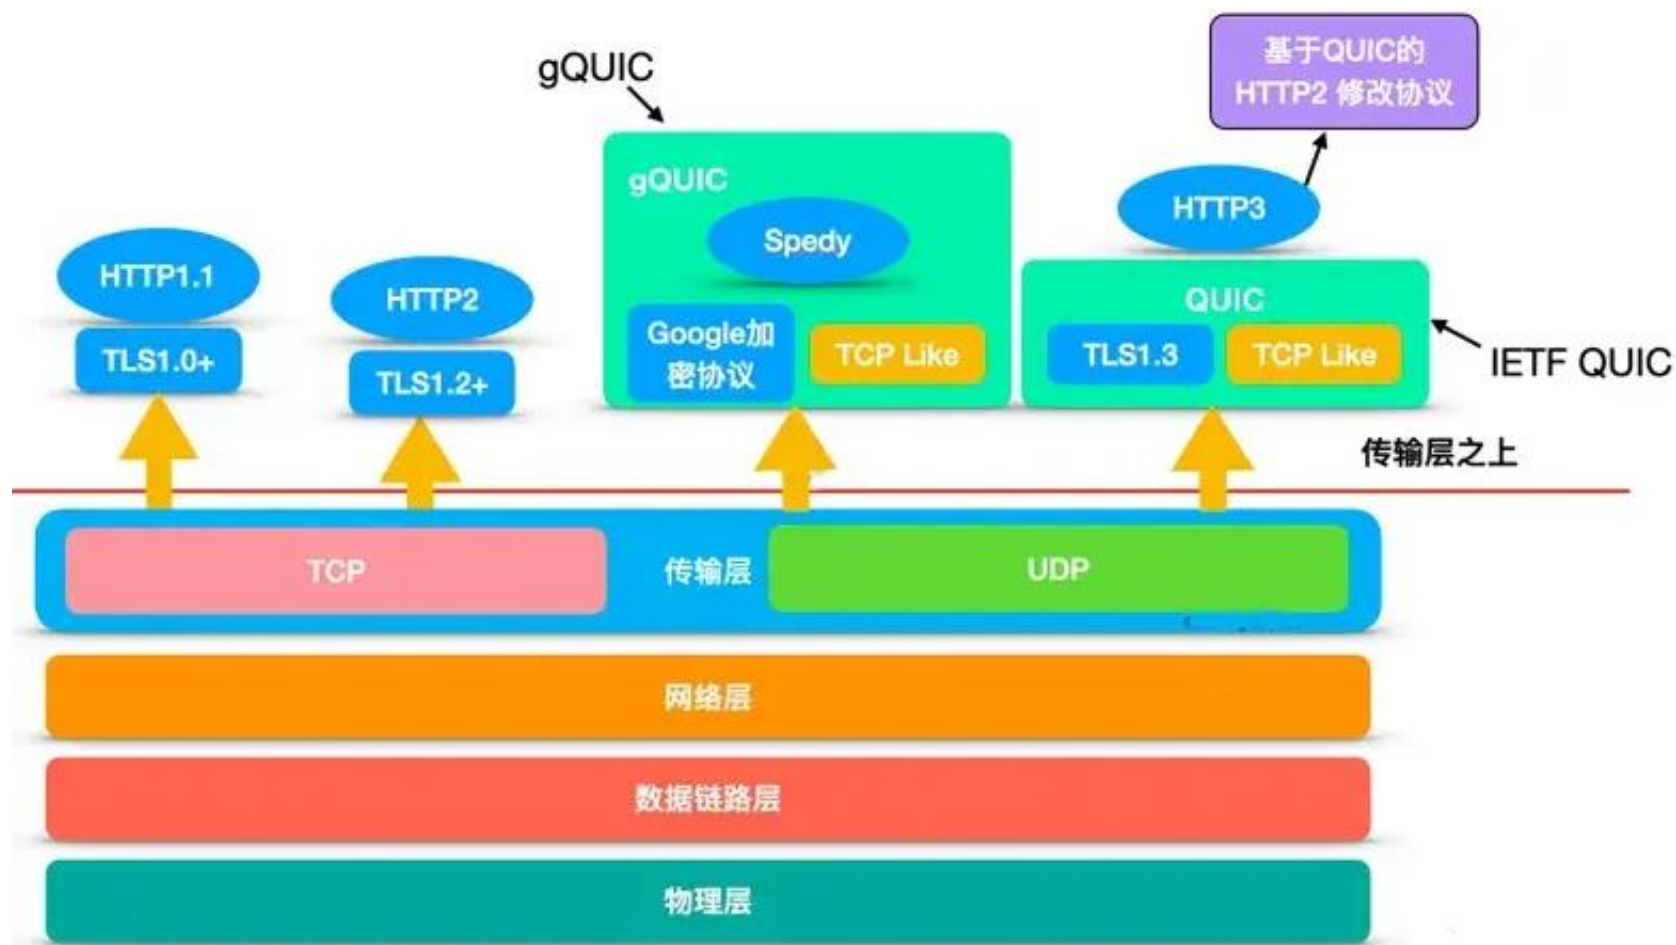 gQUIC
基于QUIC的
HTTP2 修改协议
gQUIC
HTTP3
Spedy
HTTP1.1
HTTP2
QUIC
Google加
密协议
TCP Like
TLS1.3
TCP Like
IETF QUIC
TLS1.0+
TLS1.2+
传输层之上
TCP
传输层
UDP
网络层
数据链路层
物理层